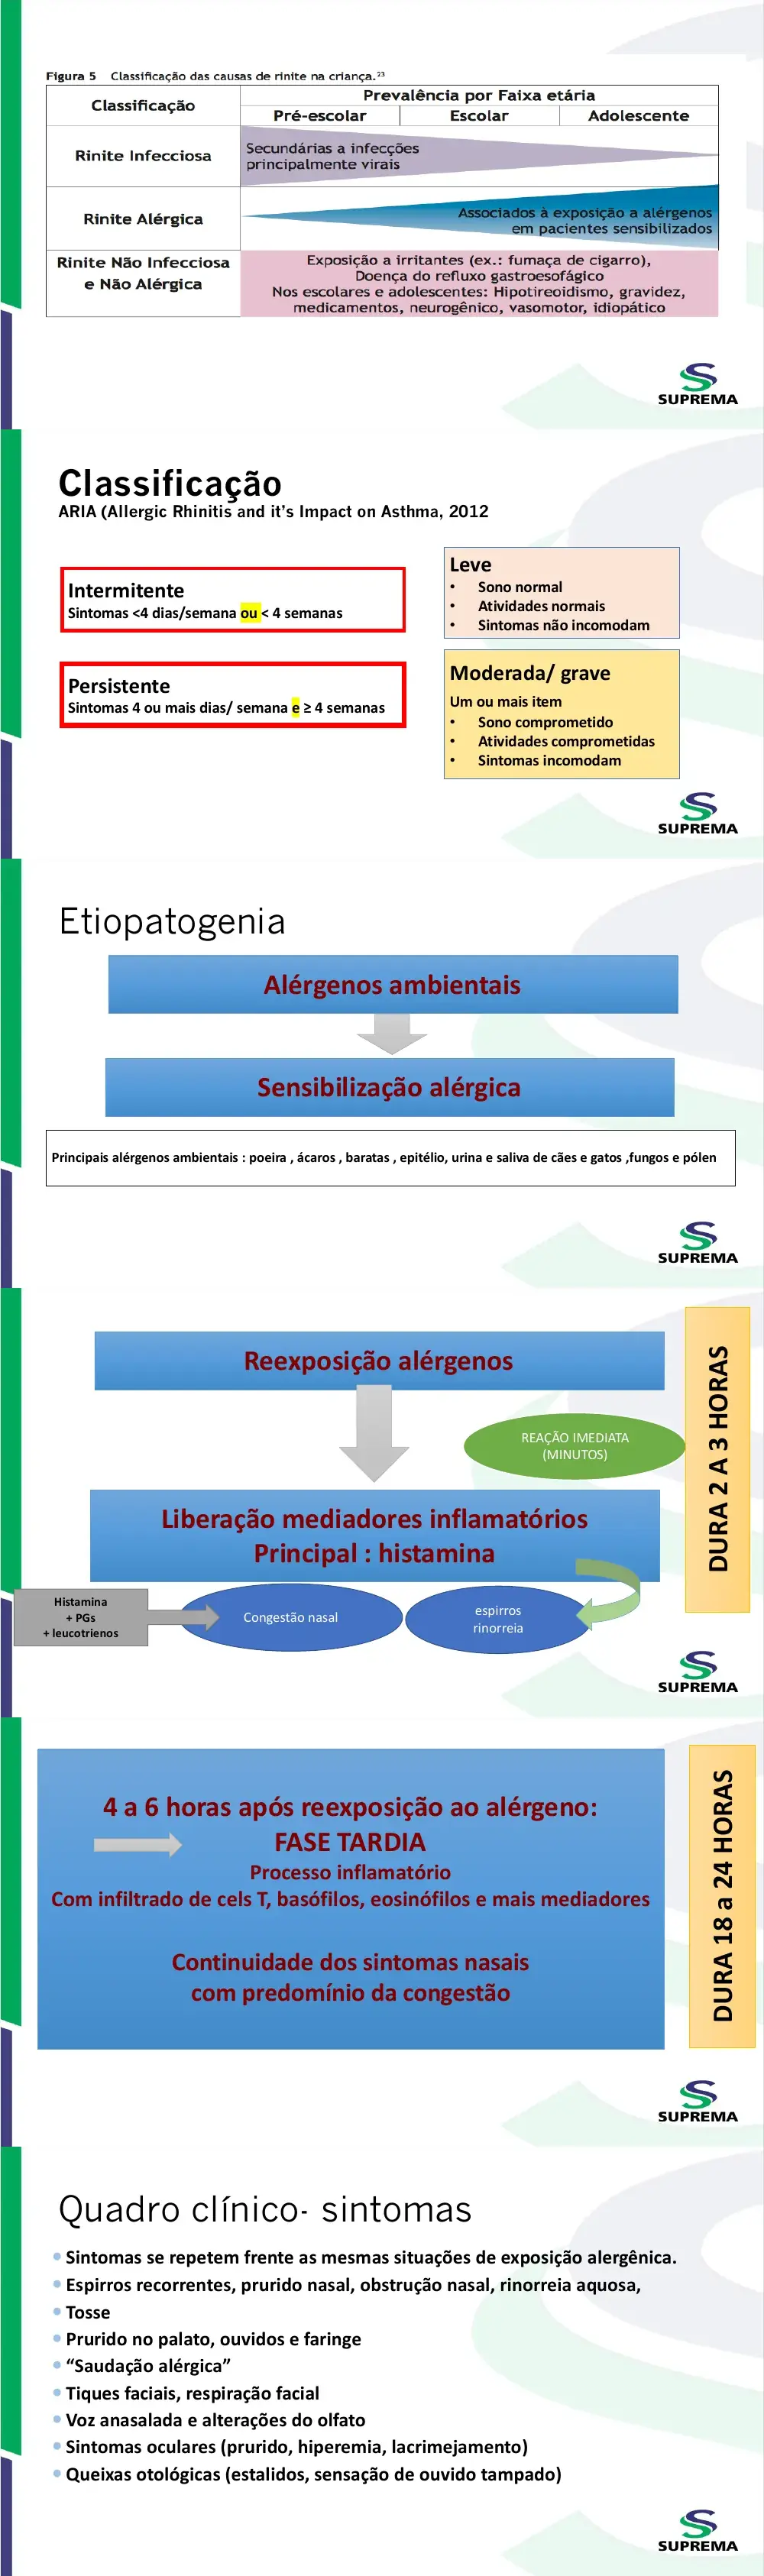 Figura 5 Classificação das causas de rinite na criança.²³
Classificação
Prevalência por Faixa etária
Pré-escolar Escolar Adolescente
Rinite Infecciosa
Secundárias a infecções
principalmente virais
Rinite Alérgica
Associados à exposição a alérgenos
em pacientes sensibilizados
Rinite Não Infecciosa
e Não Alérgica
Exposição a irritantes (ex.: fumaça de cigarro),
Doença do refluxo gastroesofágico
Nos escolares e adolescentes: Hipotireoidismo, gravidez,
medicamentos, neurogênico, vasomotor, idiopático
SUPREMA
Classificação
ARIA (Allergic Rhinitis and it's Impact on Asthma, 2012
Intermitente
Sintomas <4 dias/semana ou < 4 semanas
Persistente
Sintomas 4 ou mais dias/ semana e ≥ 4 semanas
Leve
• Sono normal
• Atividades normais
• Sintomas não incomodam
Moderada/ grave
Um ou mais item
• Sono comprometido
• Atividades comprometidas
• Sintomas incomodam
SUPREMA
Etiopatogenia
Alérgenos ambientais
Sensibilização alérgica
Principais alérgenos ambientais : poeira , ácaros , baratas , epitélio, urina e saliva de cães e gatos ,fungos e pólen
SUPREMA
Reexposição alérgenos
REAÇÃO IMEDIATA
(MINUTOS)
DURA 2 A 3 HORAS
Liberação mediadores inflamatórios
Principal : histamina
Histamina
+ PGs
+ leucotrienos
Congestão nasal
espirros
rinorreia
SUPREMA
4 a 6 horas após reexposição ao alérgeno:
FASE TARDIA
Processo inflamatório
Com infiltrado de cels T, basófilos, eosinófilos e mais mediadores
Continuidade dos sintomas nasais
com predomínio da congestão
DURA 18 a 24 HORAS
SUPREMA
Quadro clínico- sintomas
• Sintomas se repetem frente as mesmas situações de exposição alergênica.
• Espirros recorrentes, prurido nasal, obstrução nasal, rinorreia aquosa,
• Tosse
• Prurido no palato, ouvidos e faringe
• “Saudação alérgica”
• Tiques faciais, respiração facial
• Voz anasalada e alterações do olfato
• Sintomas oculares (prurido, hiperemia, lacrimejamento)
• Queixas otológicas (estalidos, sensação de ouvido tampado)
SUPREMA